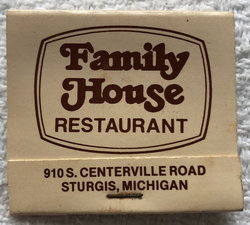 Family
House
RESTAURANT
910 S. CENTERVILLE ROAD
STURGIS, MICHIGAN